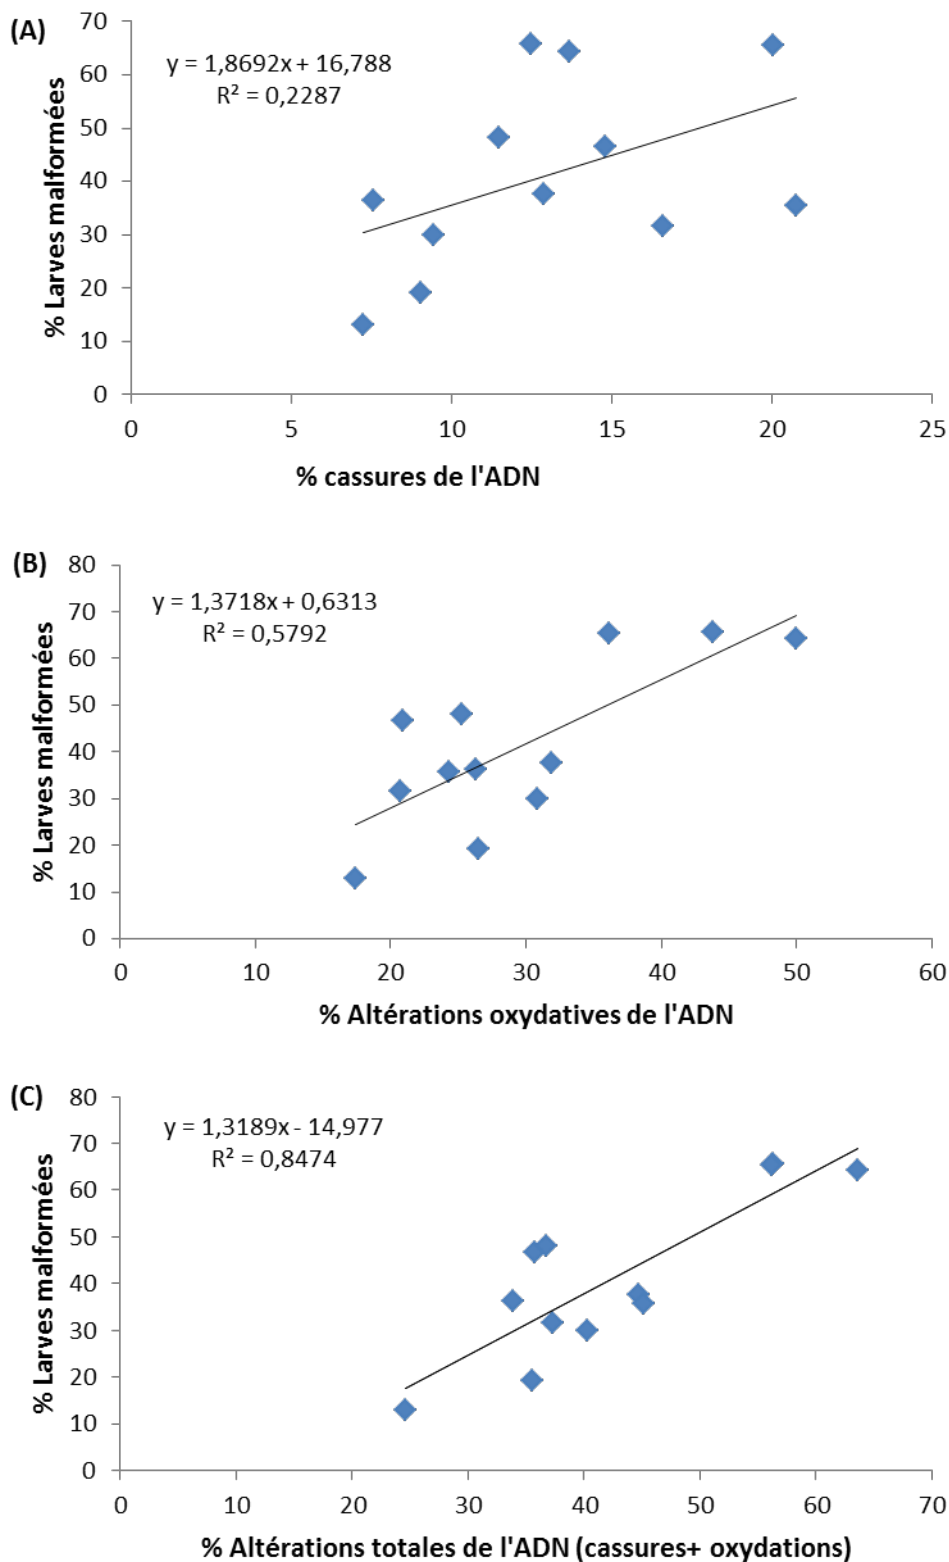 (A)
70
60
50
40
30
20
10
0
% Larves malformées
y = 1,8692x + 16,788
R² = 0,2287
0 5 10 15 20 25
% cassures de l'ADN
(B)
80
70
60
50
40
30
20
10
0
% Larves malformées
y = 1,3718x + 0,6313
R² = 0,5792
0 10 20 30 40 50 60
% Altérations oxydatives de l'ADN
(C)
80
70
60
50
40
30
20
10
0
% Larves malformées
y = 1,3189x - 14,977
R² = 0,8474
0 10 20 30 40 50 60 70
% Altérations totales de l'ADN (cassures+ oxydations)